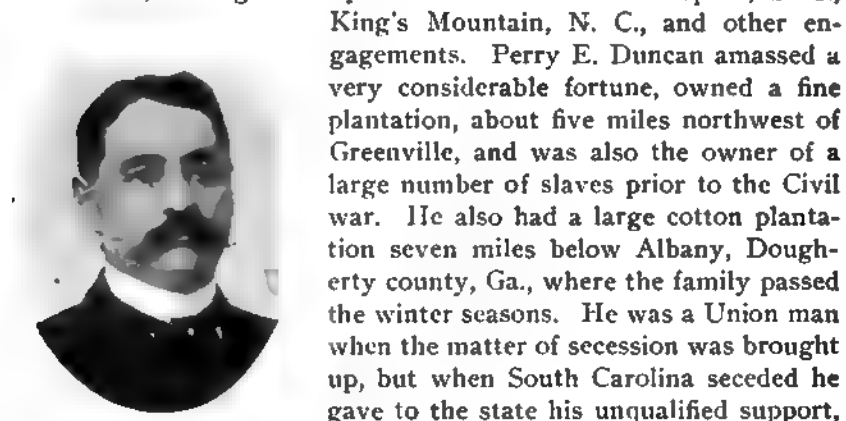 King's Mountain, N. C., and other en-
gagements. Perry E. Duncan amassed a
very considerable fortune, owned a fine
plantation, about five miles northwest of
Greenville, and was also the owner of a
large number of slaves prior to the Civil
war. He also had a large cotton planta-
tion seven miles below Albany, Dough-
erty county, Ga., where the family passed
the winter seasons. He was a Union man
when the matter of secession was brought
up, but when South Carolina seceded he
gave to the state his unqualified support,